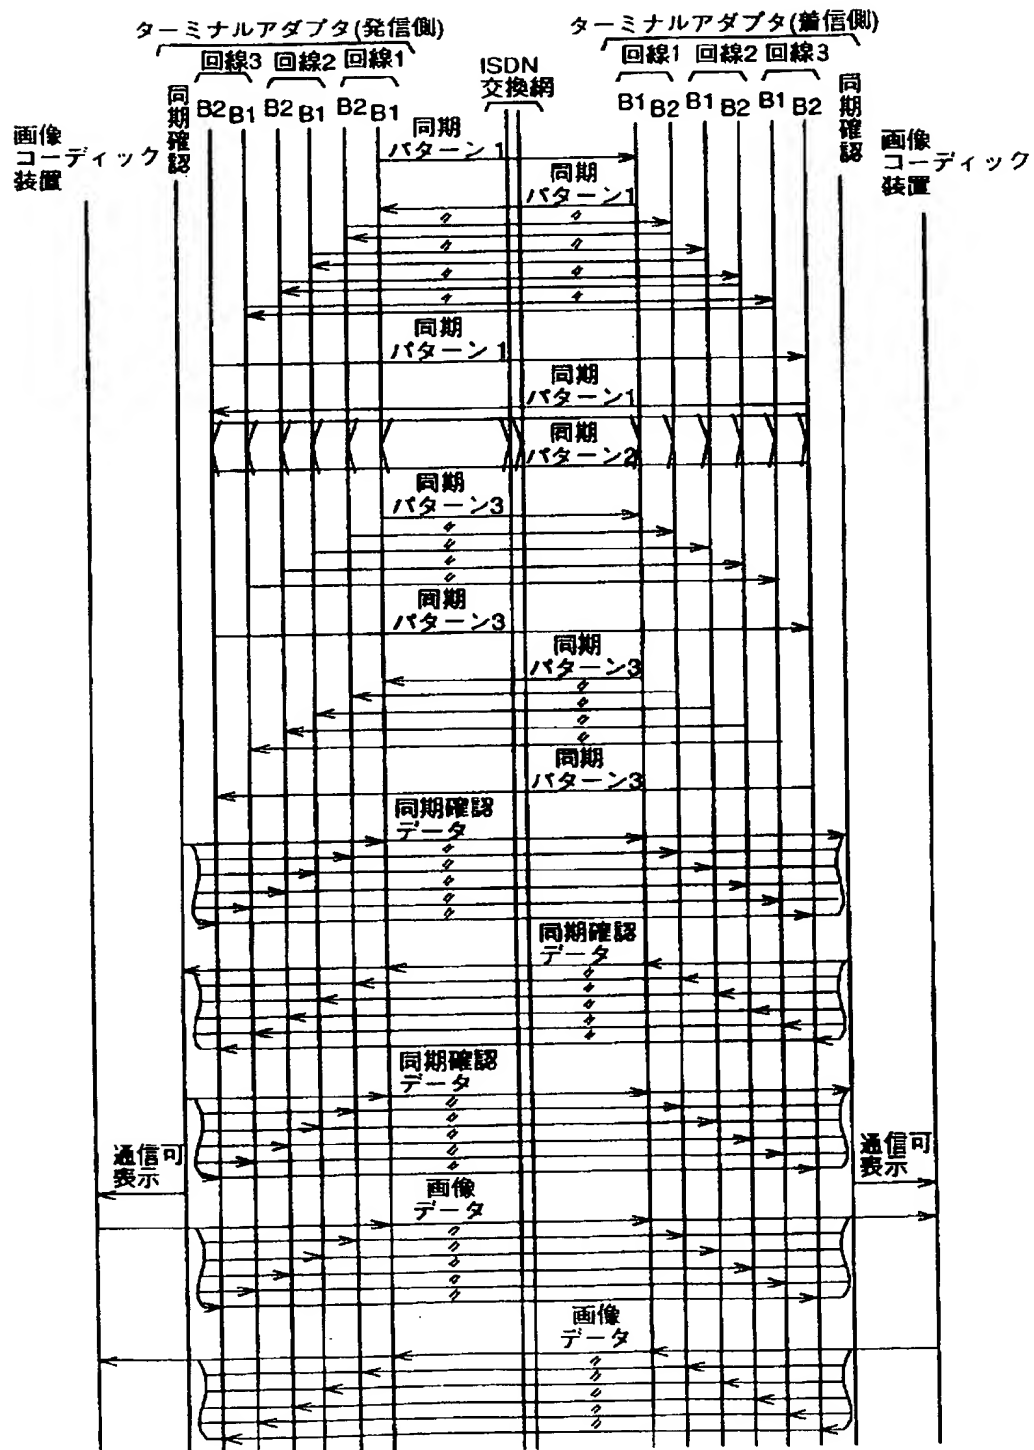 ターミナルアダプタ(発信側)
ターミナルアダプタ(着信側)
回線3 回線2 回線1
ISDN
交換網
回線1 回線2 回線3
同期確認
B2 B1 B2 B1 B2 B1
B1 B2 B1 B2 B1 B2
同期確認
画像
コーディック
装置
画像
コーディック
装置
同期
パターン1
同期
パターン1
〃 〃
〃 〃
〃 〃
〃 〃
同期
パターン1
同期
パターン1
同期
パターン2
同期
パターン3
〃
〃
〃
〃
同期
パターン3
同期
パターン3
〃
〃
〃
〃
同期
パターン3
同期確認
データ
〃
〃
〃
〃
〃
同期確認
データ
〃
〃
〃
〃
〃
同期確認
データ
〃
〃
〃
〃
〃
通信可
表示
通信可
表示
画像
データ
〃
〃
〃
〃
〃
画像
データ
〃
〃
〃
〃
〃